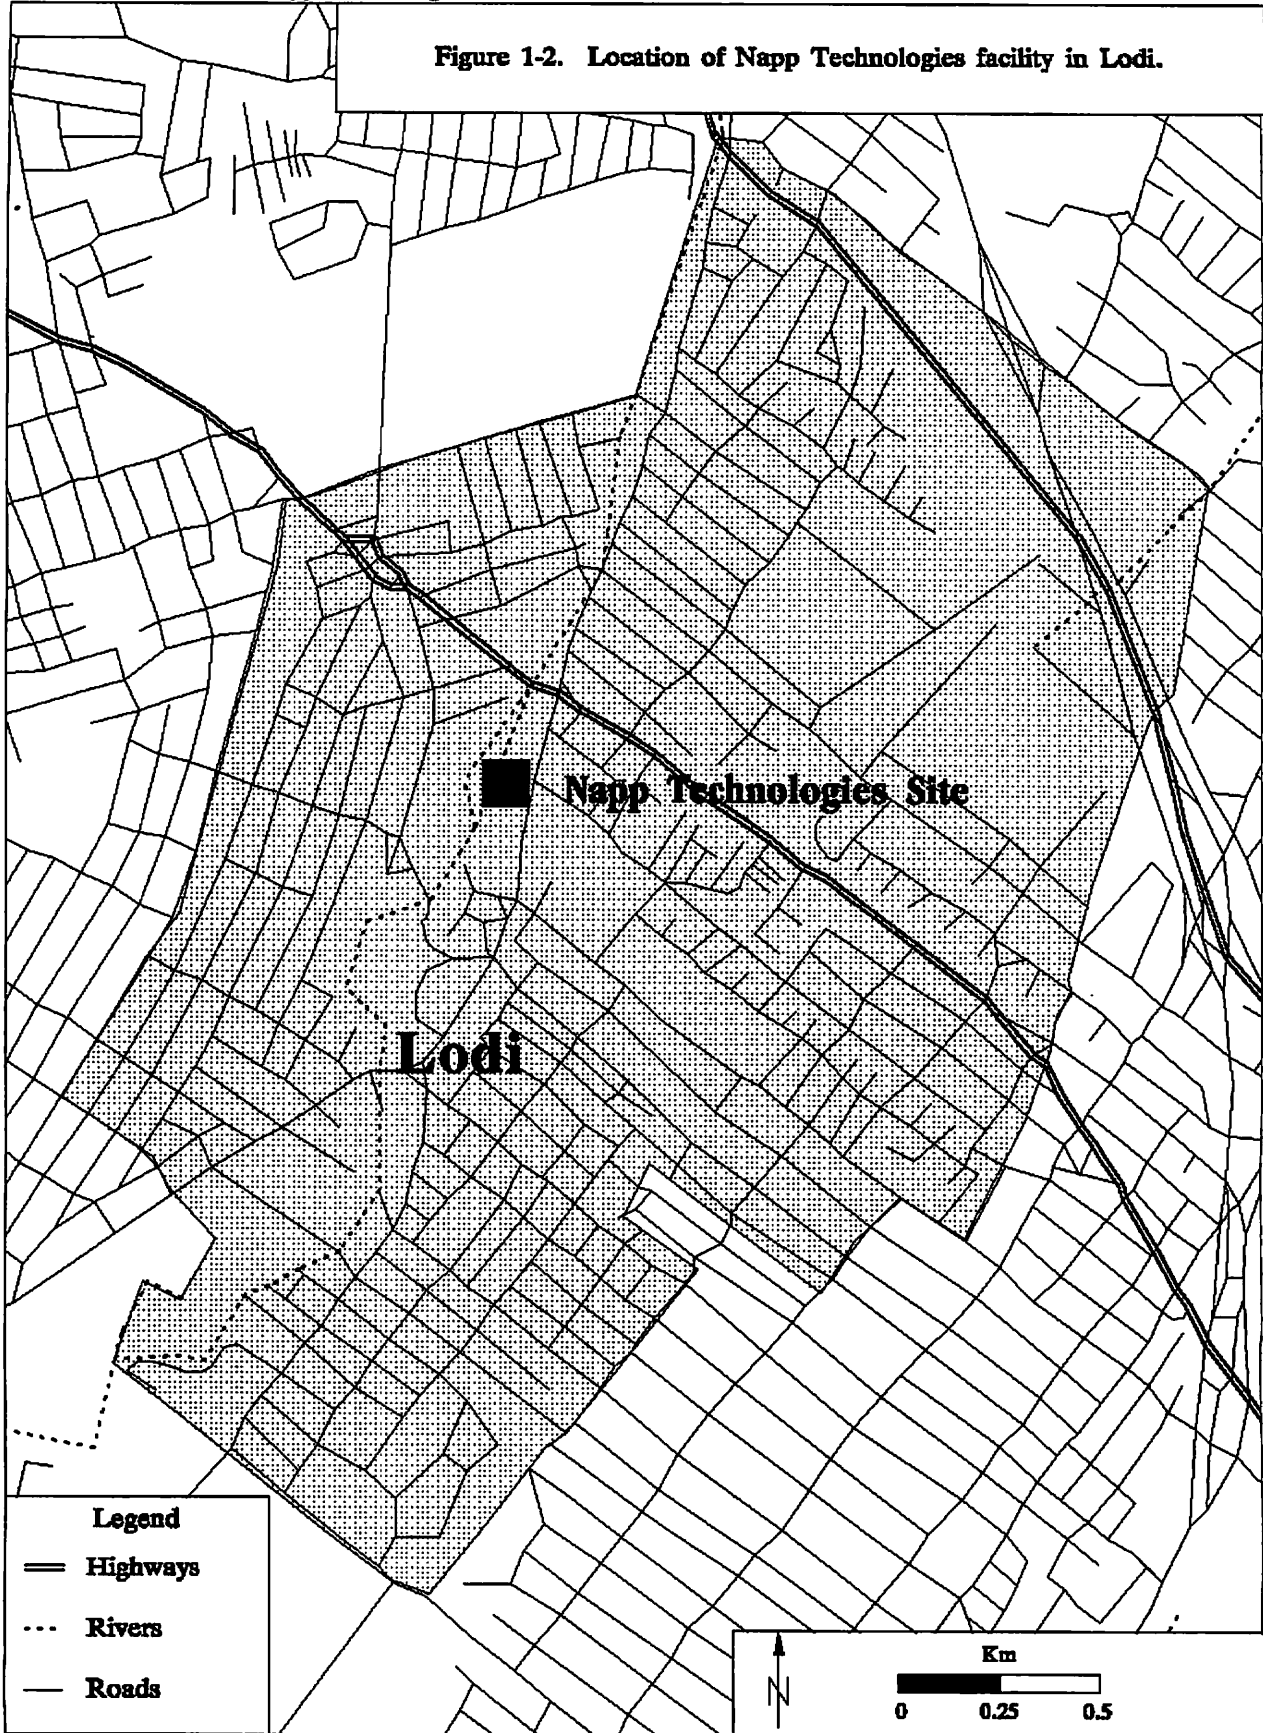 Figure 1-2. Location of Napp Technologies facility in Lodi.
Napp Technologies Site
Lodi
Legend
Highways
Rivers
Roads
Km
N
0 0.25 0.5